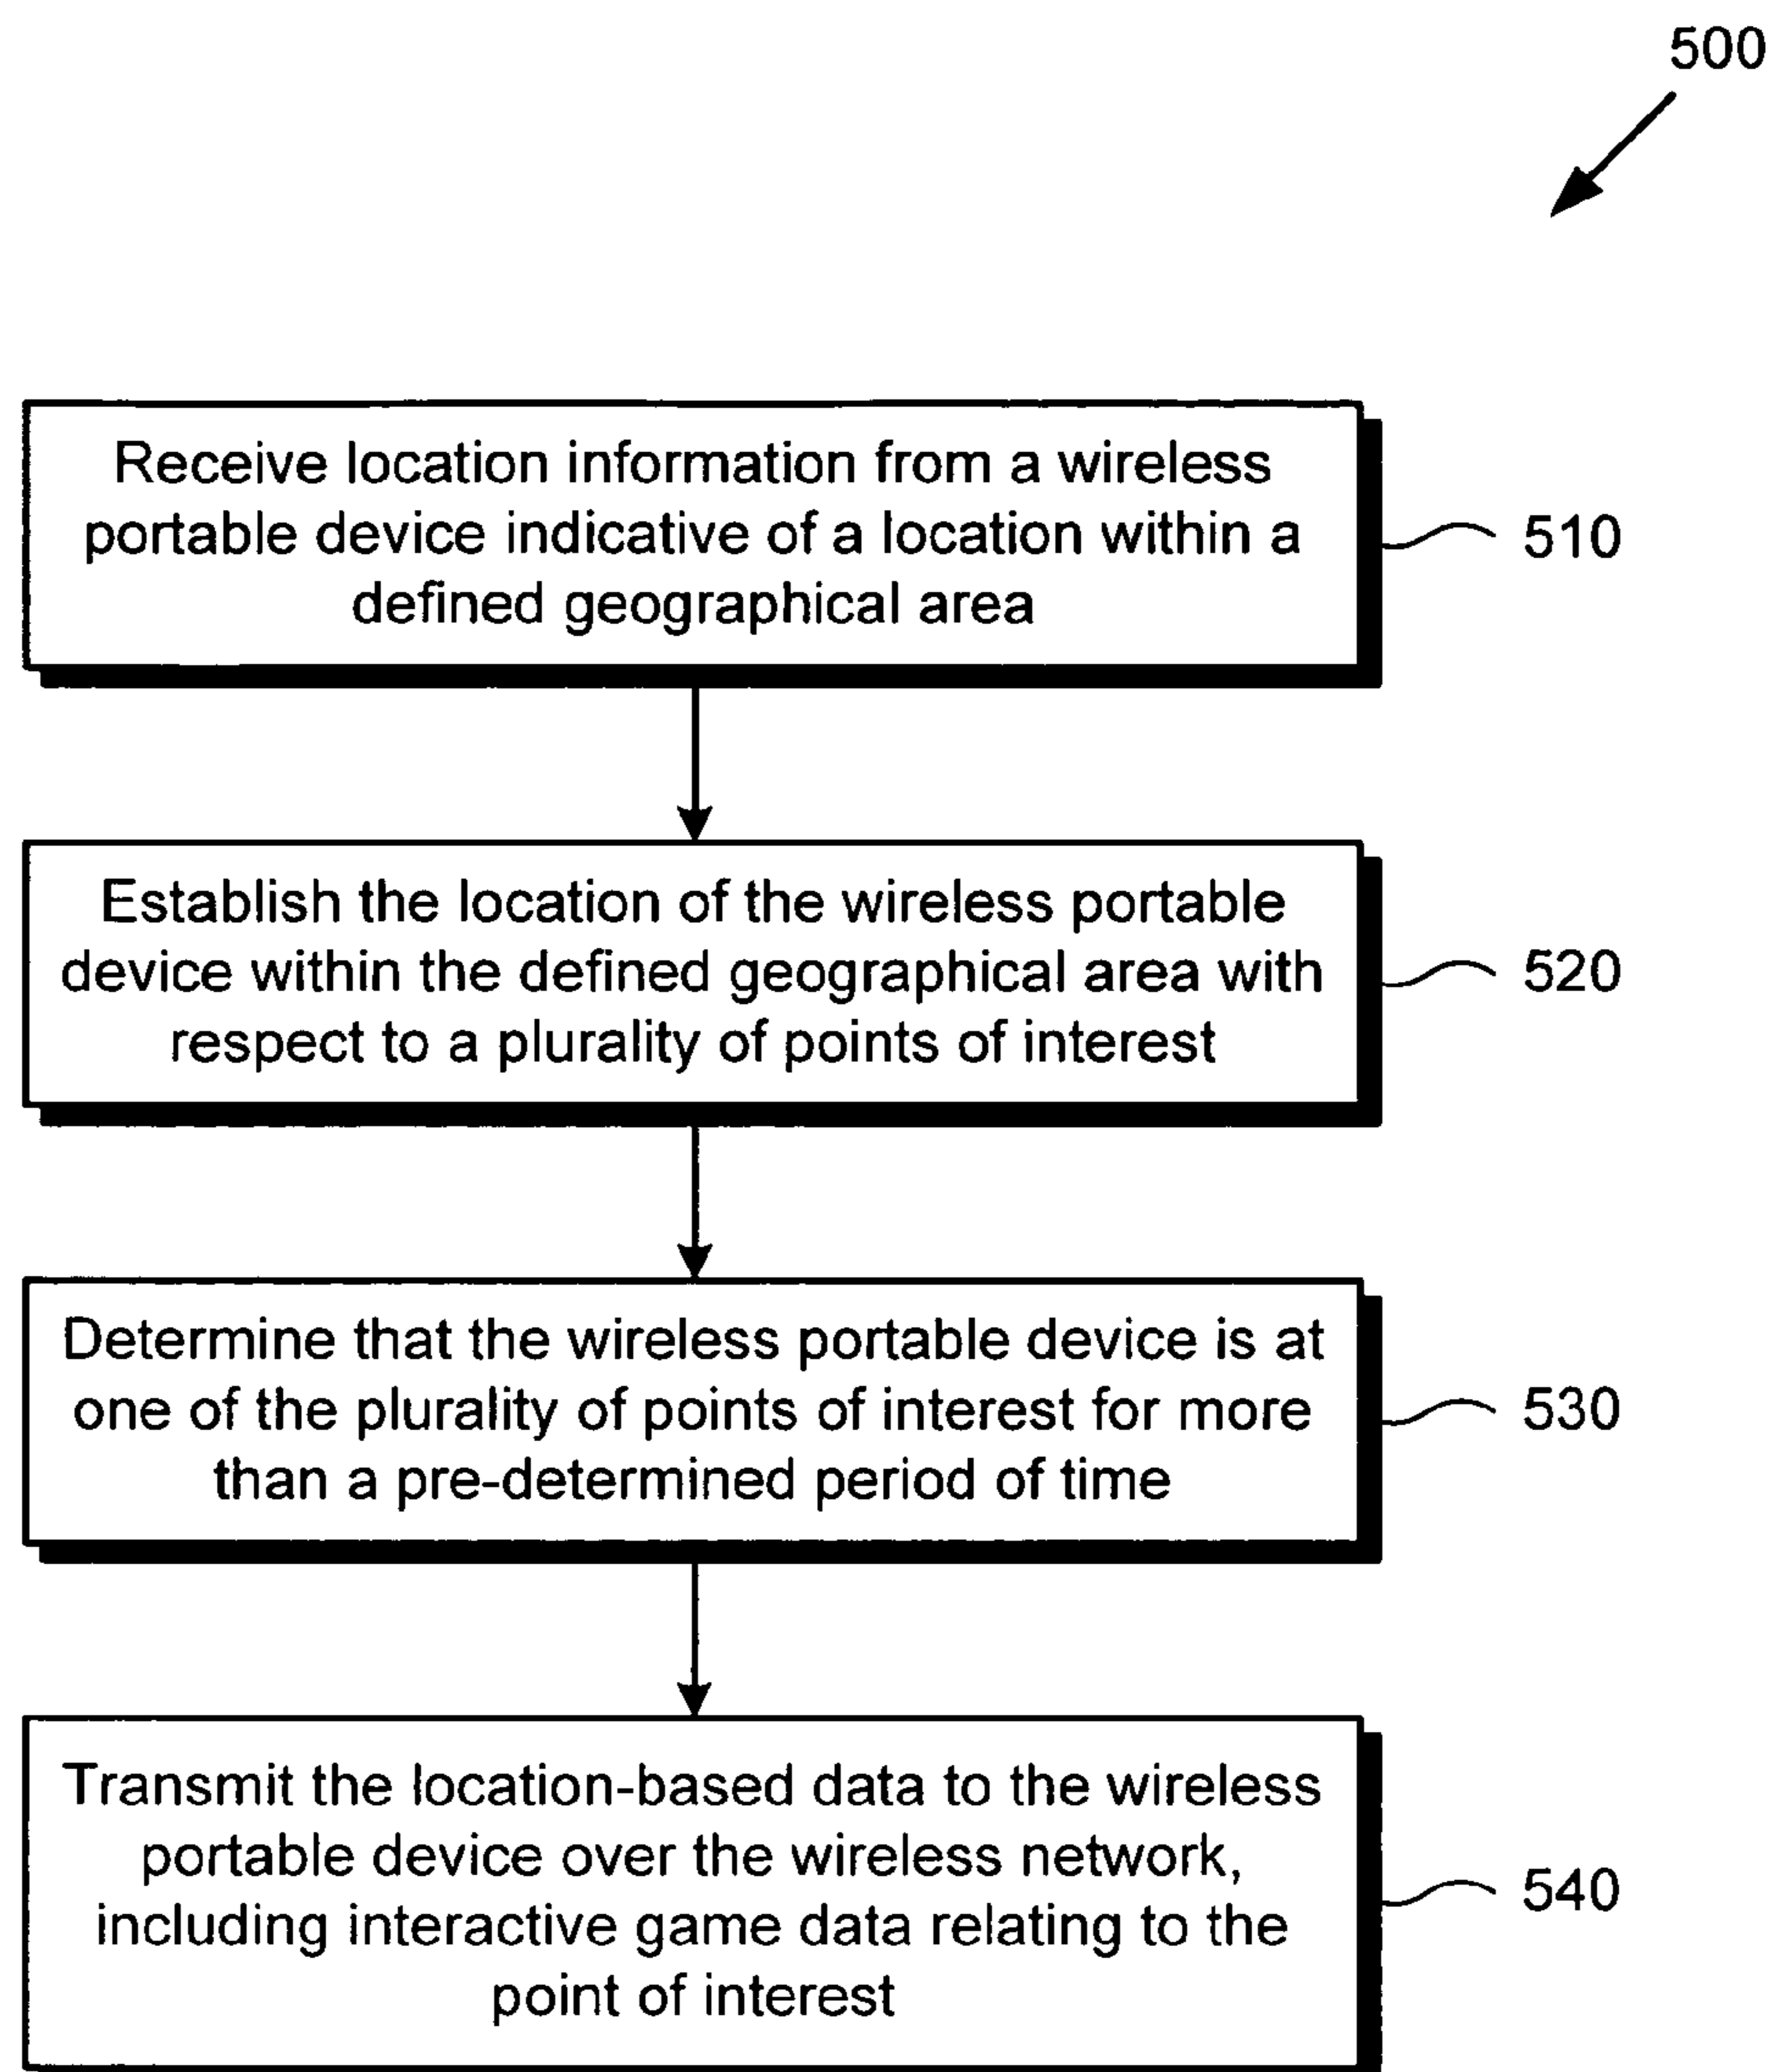 500
Receive location information from a wireless
portable device indicative of a location within a
defined geographical area
510
Establish the location of the wireless portable
device within the defined geographical area with
respect to a plurality of points of interest
520
Determine that the wireless portable device is at
one of the plurality of points of interest for more
than a pre-determined period of time
530
Transmit the location-based data to the wireless
portable device over the wireless network,
including interactive game data relating to the
point of interest
540